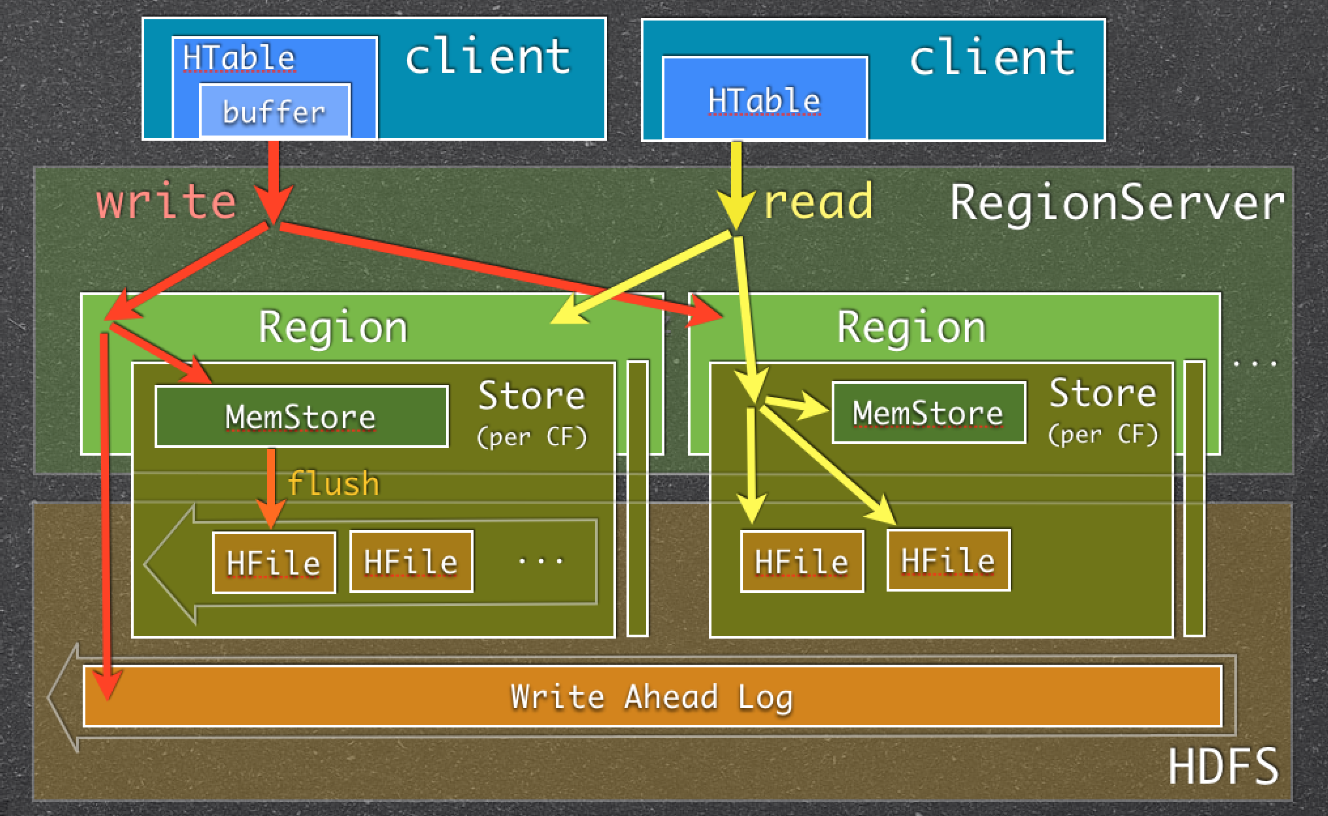 HTable
client
buffer
client
HTable
write
read
RegionServer
Region
Region
...
MemStore
Store
(per CF)
MemStore
Store
(per CF)
flush
HFile
HFile
...
HFile
HFile
Write Ahead Log
HDFS